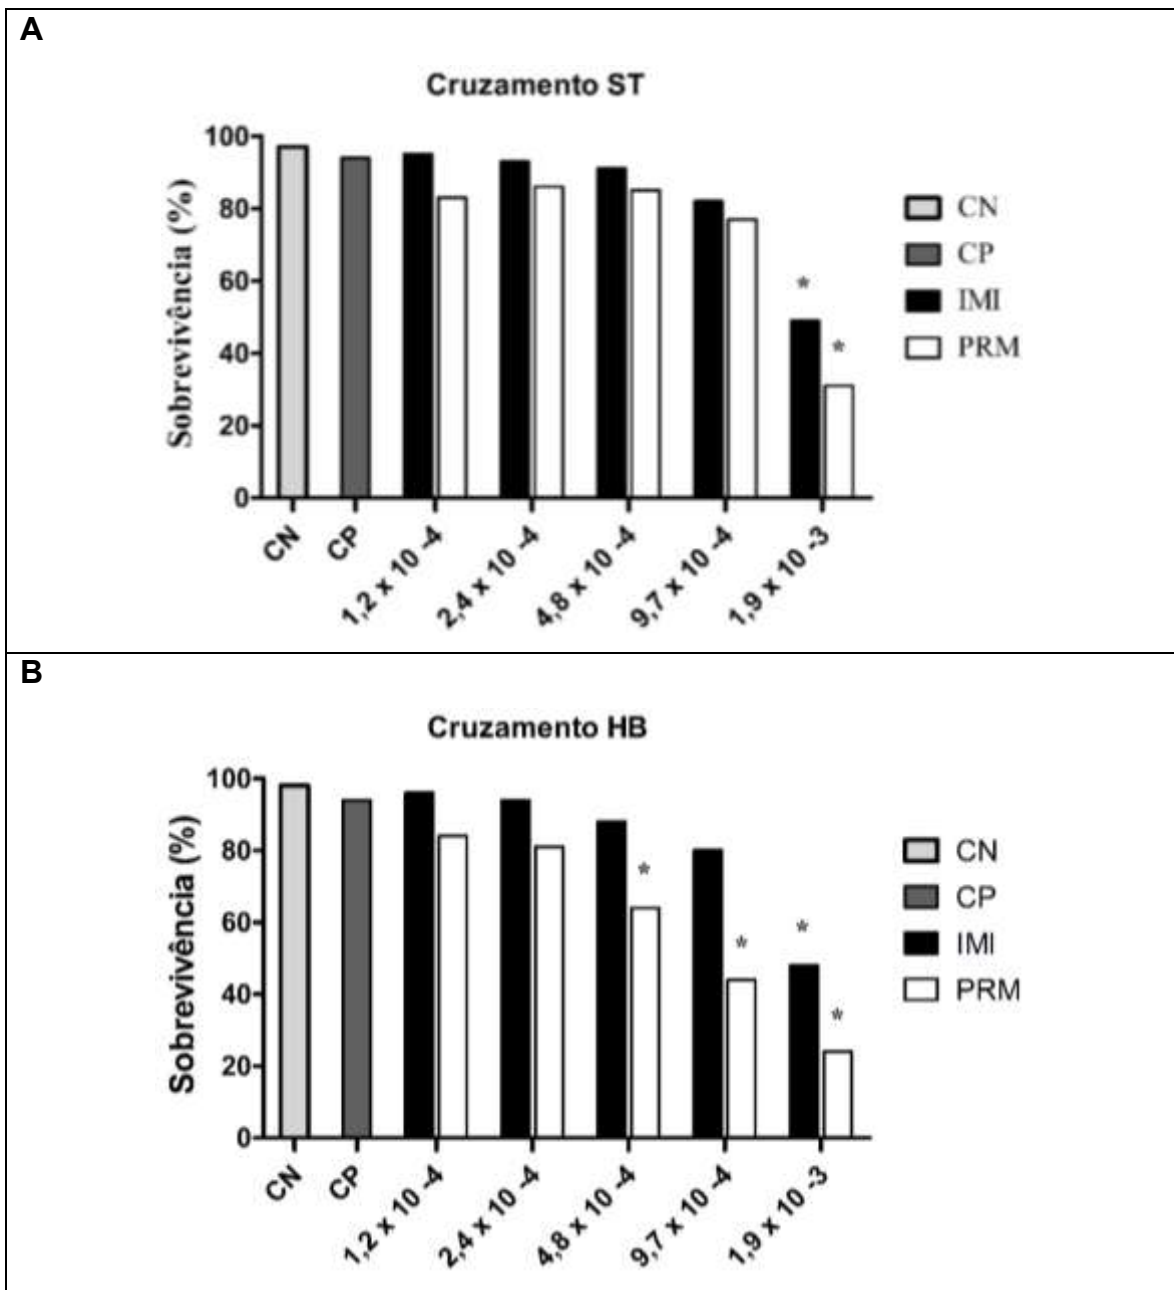 A
Cruzamento ST
Sobrevivência (%)
100
80
60
40
20
0
CN
CP
1,2 x 10 -4
2,4 x 10 -4
4,8 x 10 -4
9,7 x 10 -4
1,9 x 10 -3
*
*
CN
CP
IMI
PRM
B
Cruzamento HB
Sobrevivência (%)
100
80
60
40
20
0
CN
CP
1,2 x 10 -4
2,4 x 10 -4
4,8 x 10 -4
9,7 x 10 -4
1,9 x 10 -3
*
*
*
*
CN
CP
IMI
PRM